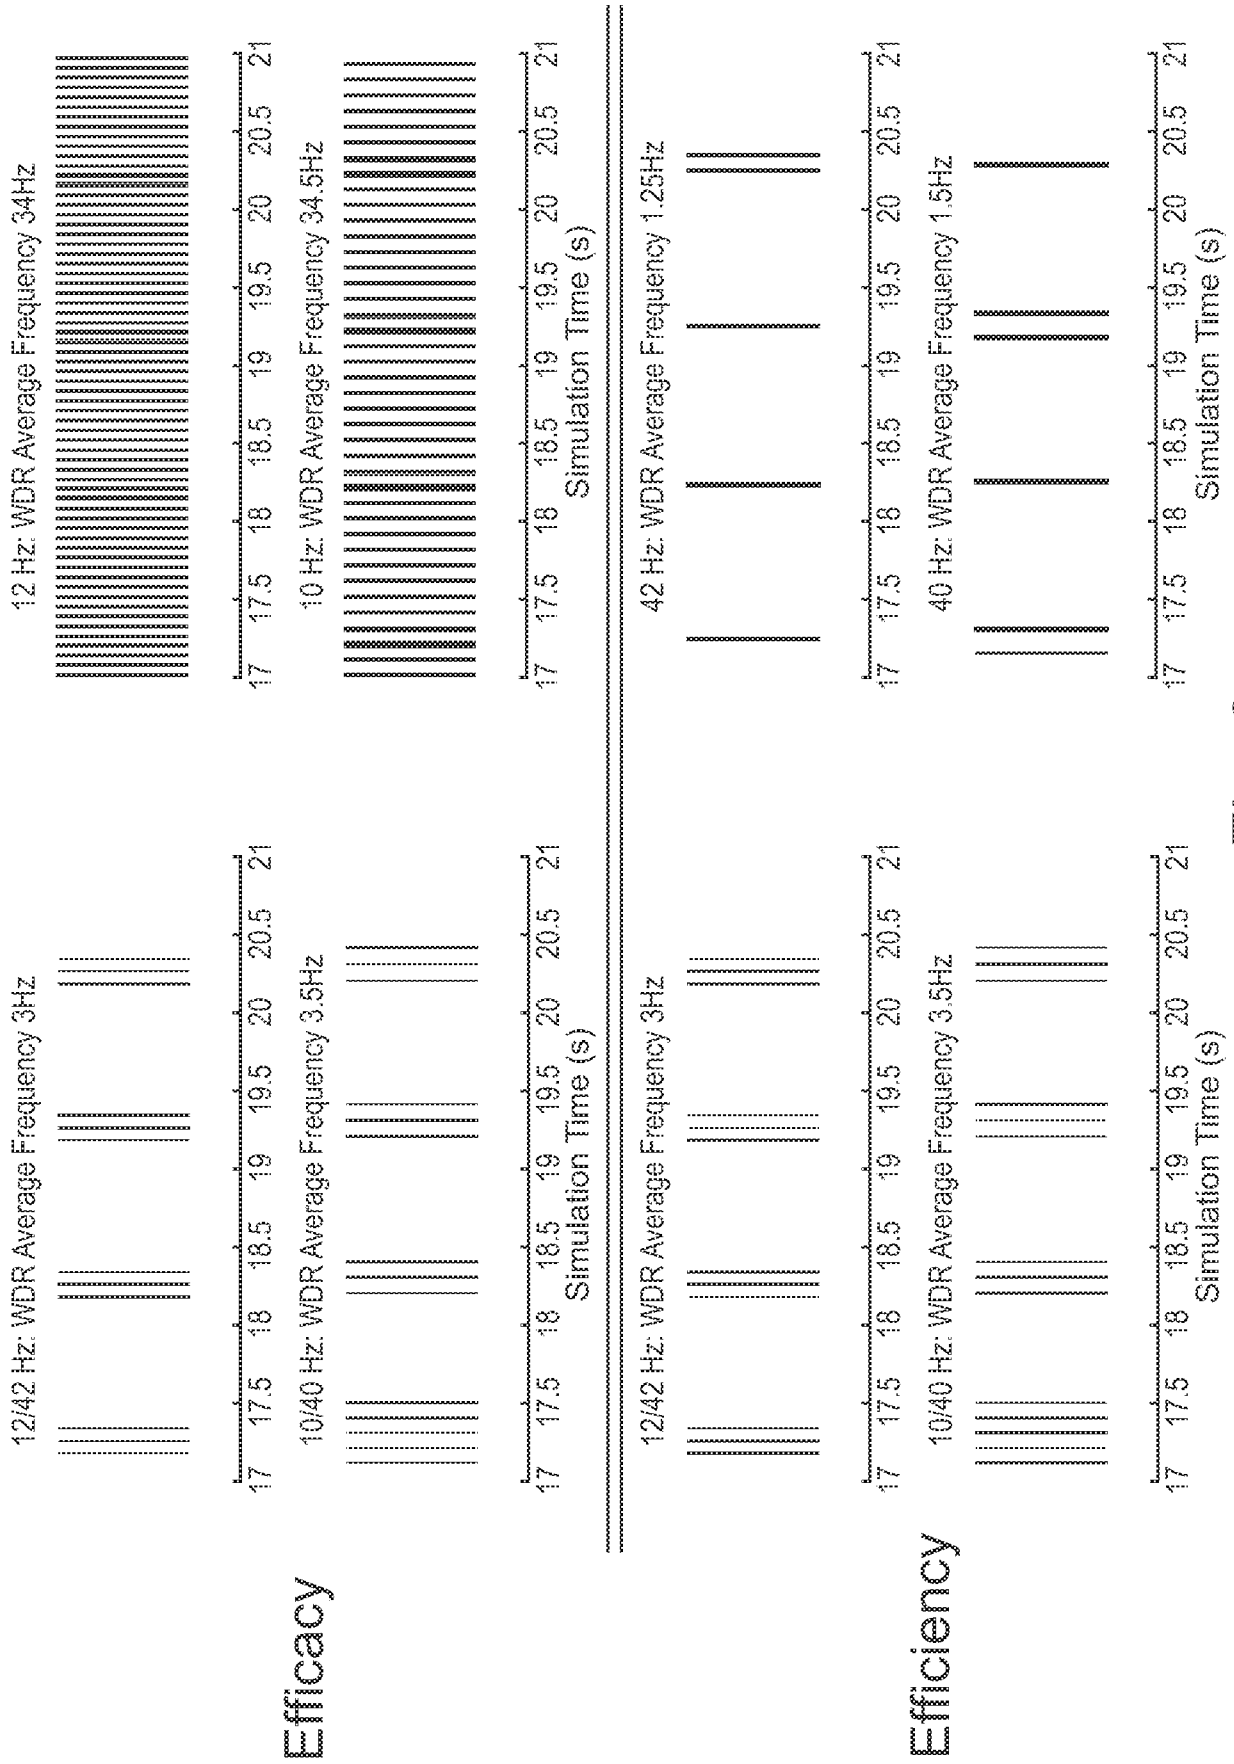 Efficacy
12/42 Hz: WDR Average Frequency 3Hz
17 17.5 18 18.5 19 19.5 20 20.5 21
10/40 Hz: WDR Average Frequency 3.5Hz
17 17.5 18 18.5 19 19.5 20 20.5 21
Simulation Time (s)
12 Hz: WDR Average Frequency 34Hz
17 17.5 18 18.5 19 19.5 20 20.5 21
10 Hz: WDR Average Frequency 34.5Hz
17 17.5 18 18.5 19 19.5 20 20.5 21
Simulation Time (s)
Efficiency
12/42 Hz: WDR Average Frequency 3Hz
17 17.5 18 18.5 19 19.5 20 20.5 21
10/40 Hz: WDR Average Frequency 3.5Hz
17 17.5 18 18.5 19 19.5 20 20.5 21
Simulation Time (s)
42 Hz: WDR Average Frequency 1.25Hz
17 17.5 18 18.5 19 19.5 20 20.5 21
40 Hz: WDR Average Frequency 1.5Hz
17 17.5 18 18.5 19 19.5 20 20.5 21
Simulation Time (s)